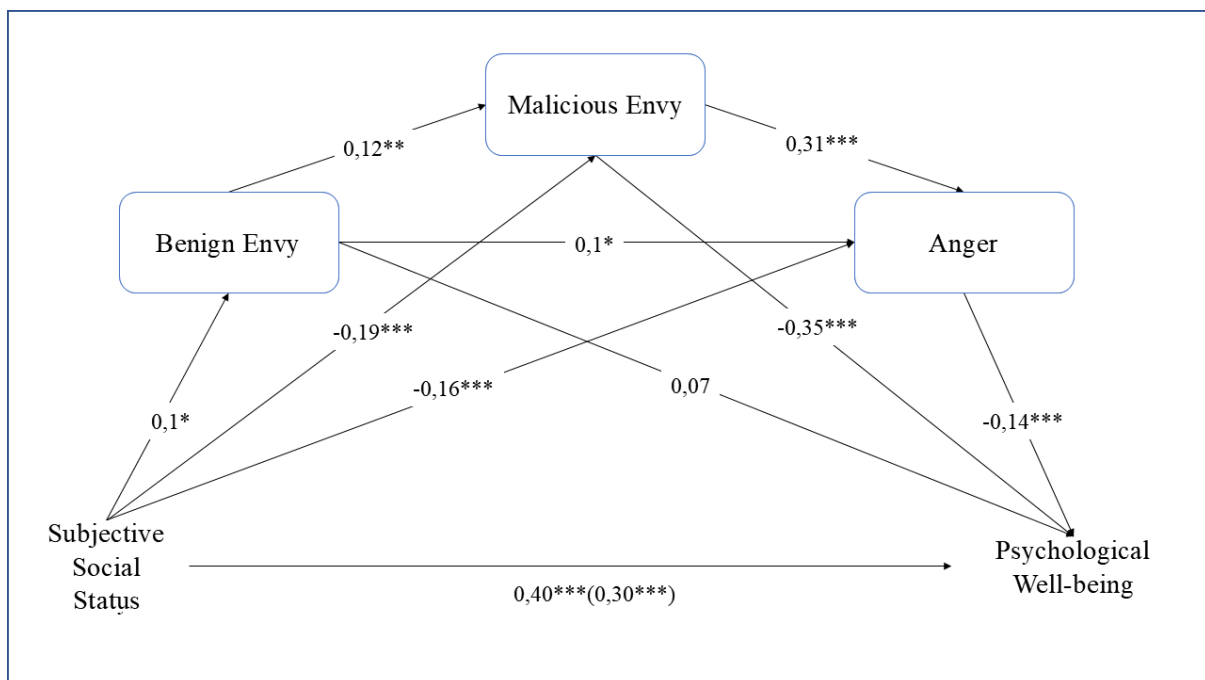 Malicious Envy
0,12**
0,31***
Benign Envy
0,1*
Anger
-0,19***
-0,35***
-0,16***
0,07
0,1*
-0,14***
Subjective
Social
Status
Psychological
Well-being
0,40***(0,30***)